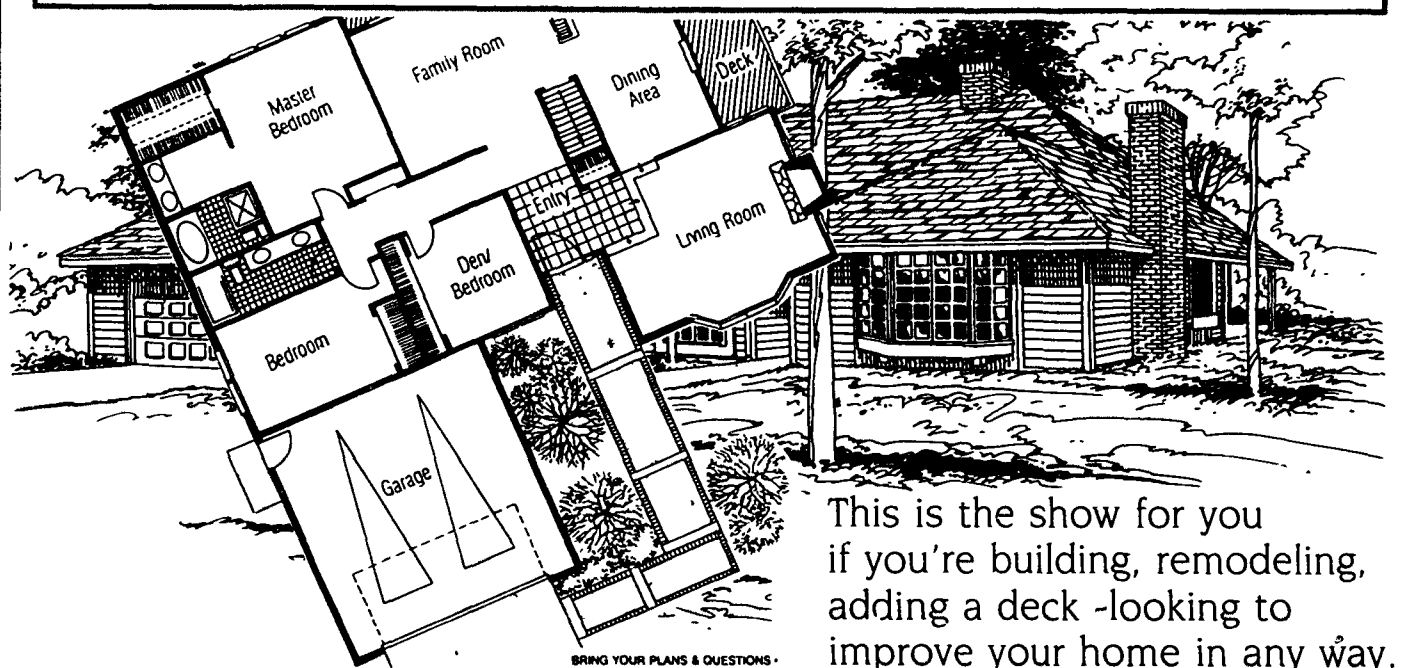 Family Room
Dining
Area
Deck
Master
Bedroom
Entry
Living Room
Den/
Bedroom
Bedroom
Garage
This is the show for you
if you're building, remodeling,
adding a deck -looking to
improve your home in any way.
BRING YOUR PLANS & QUESTIONS •